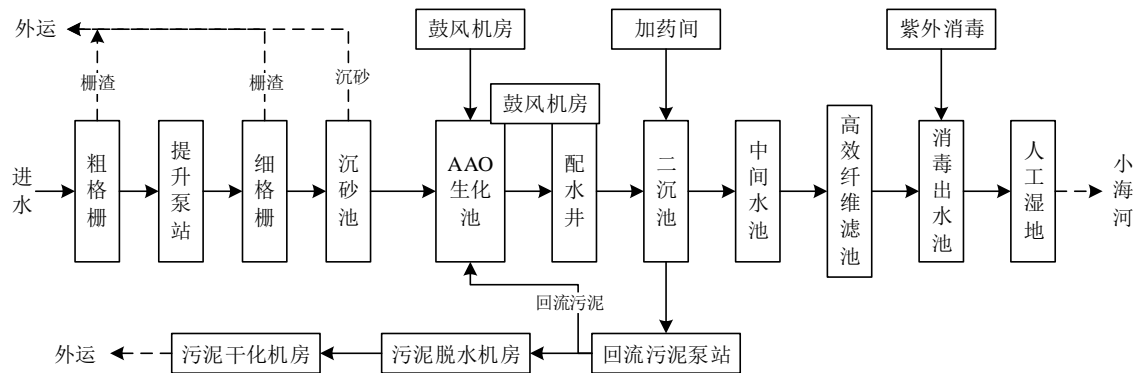 外运
鼓风机房
加药间
紫外消毒
栅渣
栅渣
沉砂
鼓风机房
进水
粗格栅
提升泵站
细格栅
沉砂池
AAO
生化池
配水井
二沉池
中间水池
高效纤维滤池
消毒出水池
人工湿地
小海河
回流污泥
外运
污泥干化机房
污泥脱水机房
回流污泥泵站